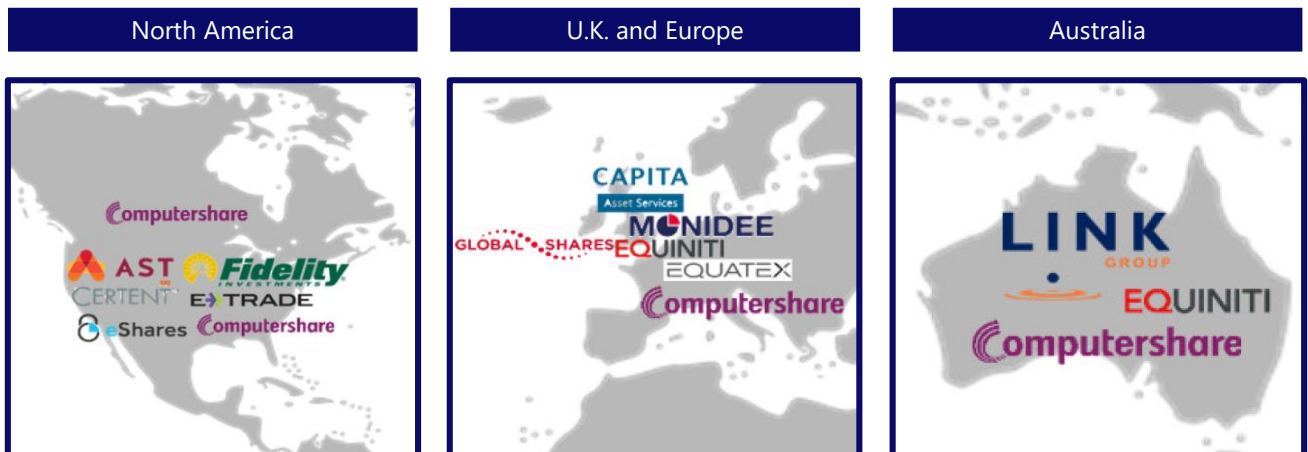 North America
U.K. and Europe
Australia
Computershare
AST
Fidelity
INVESTMENTS
CERTENT
E TRADE
eShares
Computershare
CAPITA
Asset Services
MONIDEE
GLOBAL SHARES
EQUINITI
EQUATEX
Computershare
LINK
GROUP
EQUINITI
Computershare